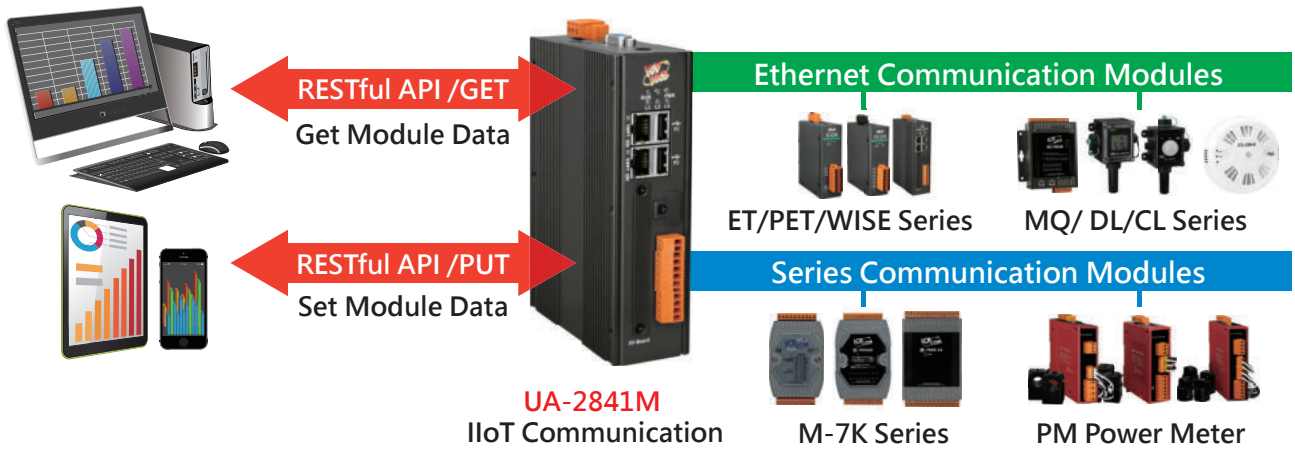 RESTful API /GET
Get Module Data
RESTful API /PUT
Set Module Data
UA-2841M
IIoT Communication
Ethernet Communication Modules
ET/PET/WISE Series
MQ/ DL/CL Series
Series Communication Modules
M-7K Series
PM Power Meter